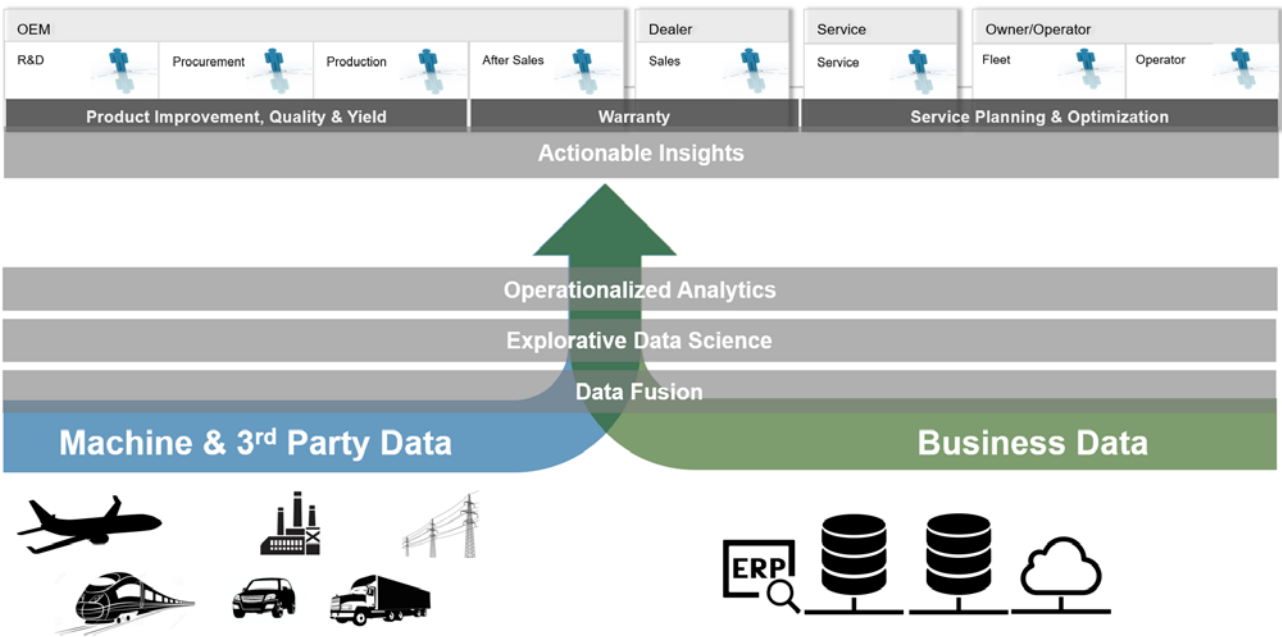 OEM
Dealer
Service
Owner/Operator
R&D
Procurement
Production
After Sales
Sales
Service
Fleet
Operator
Product Improvement, Quality & Yield
Warranty
Service Planning & Optimization
Actionable Insights
Operationalized Analytics
Explorative Data Science
Data Fusion
Machine & 3rd Party Data
Business Data
ERP